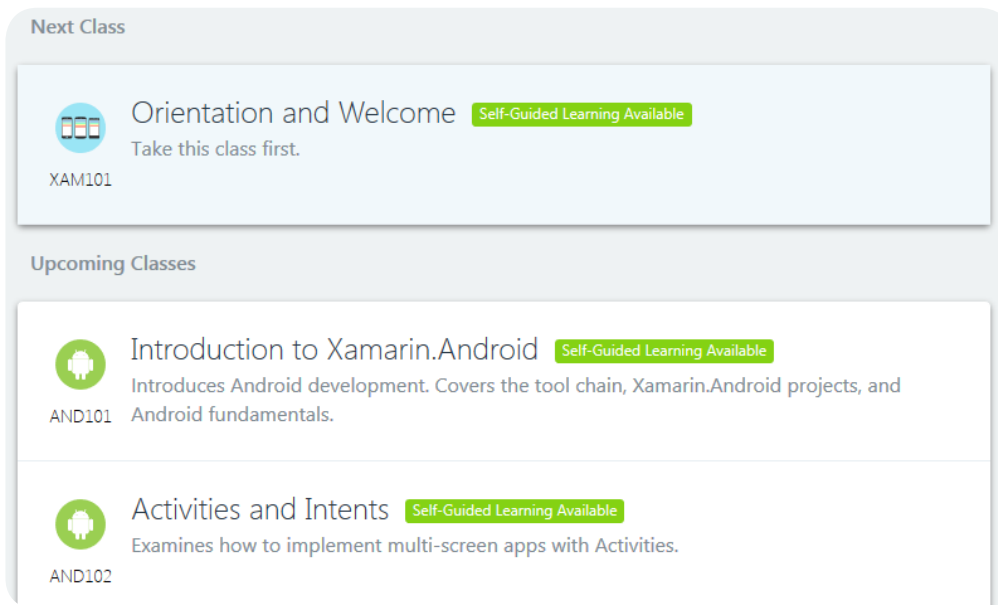 Next Class
Orientation and Welcome Self-Guided Learning Available
Take this class first.
XAM101
Upcoming Classes
Introduction to Xamarin.Android Self-Guided Learning Available
Introduces Android development. Covers the tool chain, Xamarin.Android projects, and
Android fundamentals.
AND101
Activities and Intents Self-Guided Learning Available
Examines how to implement multi-screen apps with Activities.
AND102